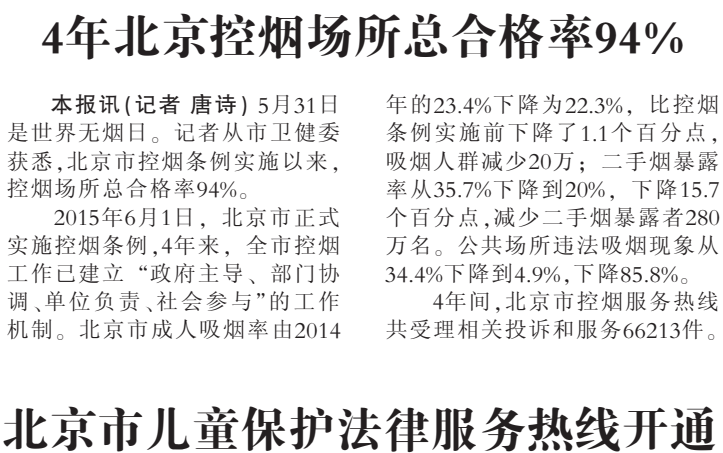 4年北京控烟场所总合格率94%
本报讯(记者 唐诗) 5月31日
是世界无烟日。记者从市卫健委
获悉,北京市控烟条例实施以来,
控烟场所总合格率94%。
2015年6月1日，北京市正式
实施控烟条例,4年来，全市控烟
工作已建立“政府主导、部门协
调、单位负责、社会参与”的工作
机制。北京市成人吸烟率由2014
年的23.4%下降为22.3%，比控烟
条例实施前下降了1.1个百分点，
吸烟人群减少20万；二手烟暴露
率从35.7%下降到20%，下降15.7
个百分点,减少二手烟暴露者280
万名。公共场所违法吸烟现象从
34.4%下降到4.9%,下降85.8%。
4年间,北京市控烟服务热线
共受理相关投诉和服务66213件。
北京市儿童保护法律服务热线开通